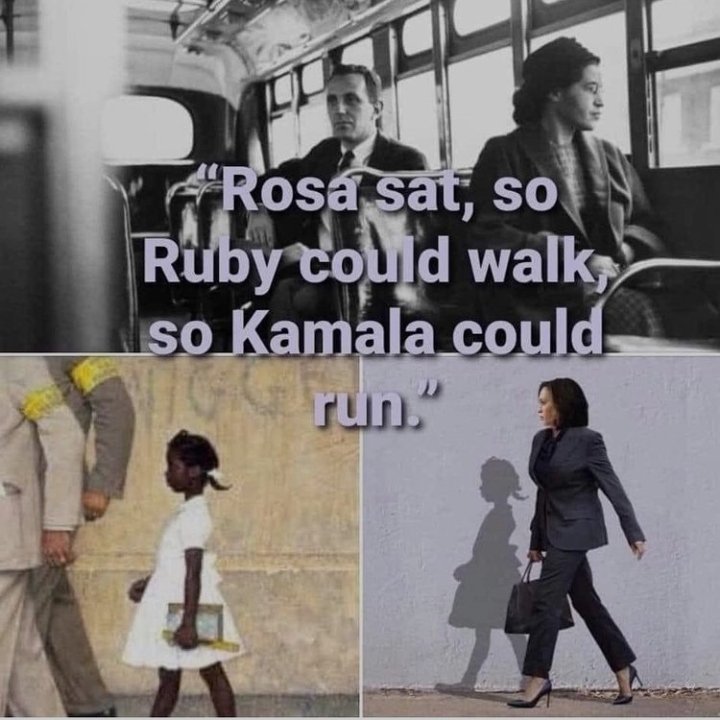 “Rosa sat, so
Ruby could walk,
so Kamala could
run.”